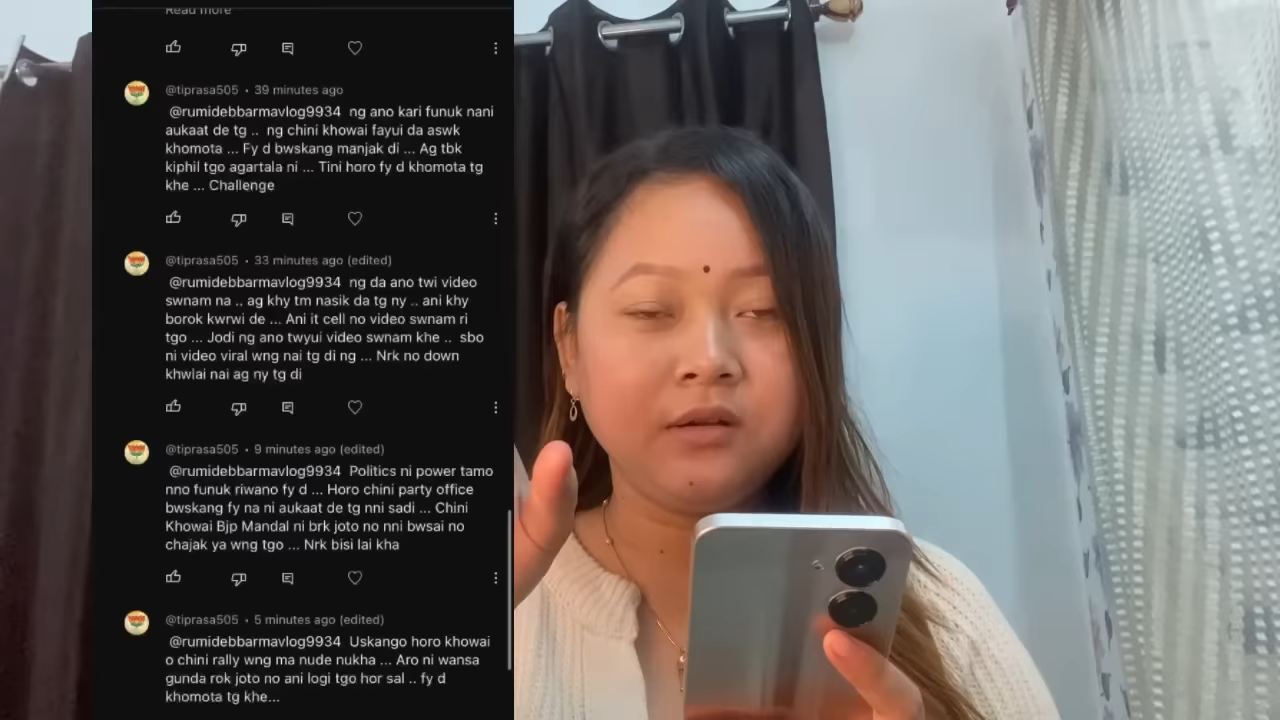 Read more
@tiprasa505 • 39 minutes ago
@rumidebbarmavlog9934 ng ano kari funuk nani
aukaat de tg .. ng chini khowai fayui da aswk
khomota ... Fy d bwskang manjak di ... Ag tbk
kiphil tgo agartala ni ... Tini horo fy d khomota tg
khe ... Challenge
@tiprasa505 • 33 minutes ago (edited)
@rumidebbarmavlog9934 ng da ano twi video
swnam na .. ag khy tm nasik da tg ny .. ani khy
borok kwrwi de ... Ani it cell no video swnam ri
tgo ... Jodi ng ano twyui video swnam khe .. sbo
ni video viral wng nai tg di ng ... Nrk no down
khwlai nai ag ny tg di
@tiprasa505 • 9 minutes ago (edited)
@rumidebbarmavlog9934 Politics ni power tamo
nno funuk riwano fy d ... Horo chini party office
bwskang fy na ni aukaat de tg nni sadi ... Chini
Khowai Bjp Mandal ni brk joto no nni bwsai no
chajak ya wng tgo ... Nrk bisi lai kha
@tiprasa505 • 5 minutes ago (edited)
@rumidebbarmavlog9934 Uskango horo khowai
o chini rally wng ma nude nukha ... Aro ni wansa
gunda rok joto no ani logi tgo hor sal .. fy d
khomota tg khe...